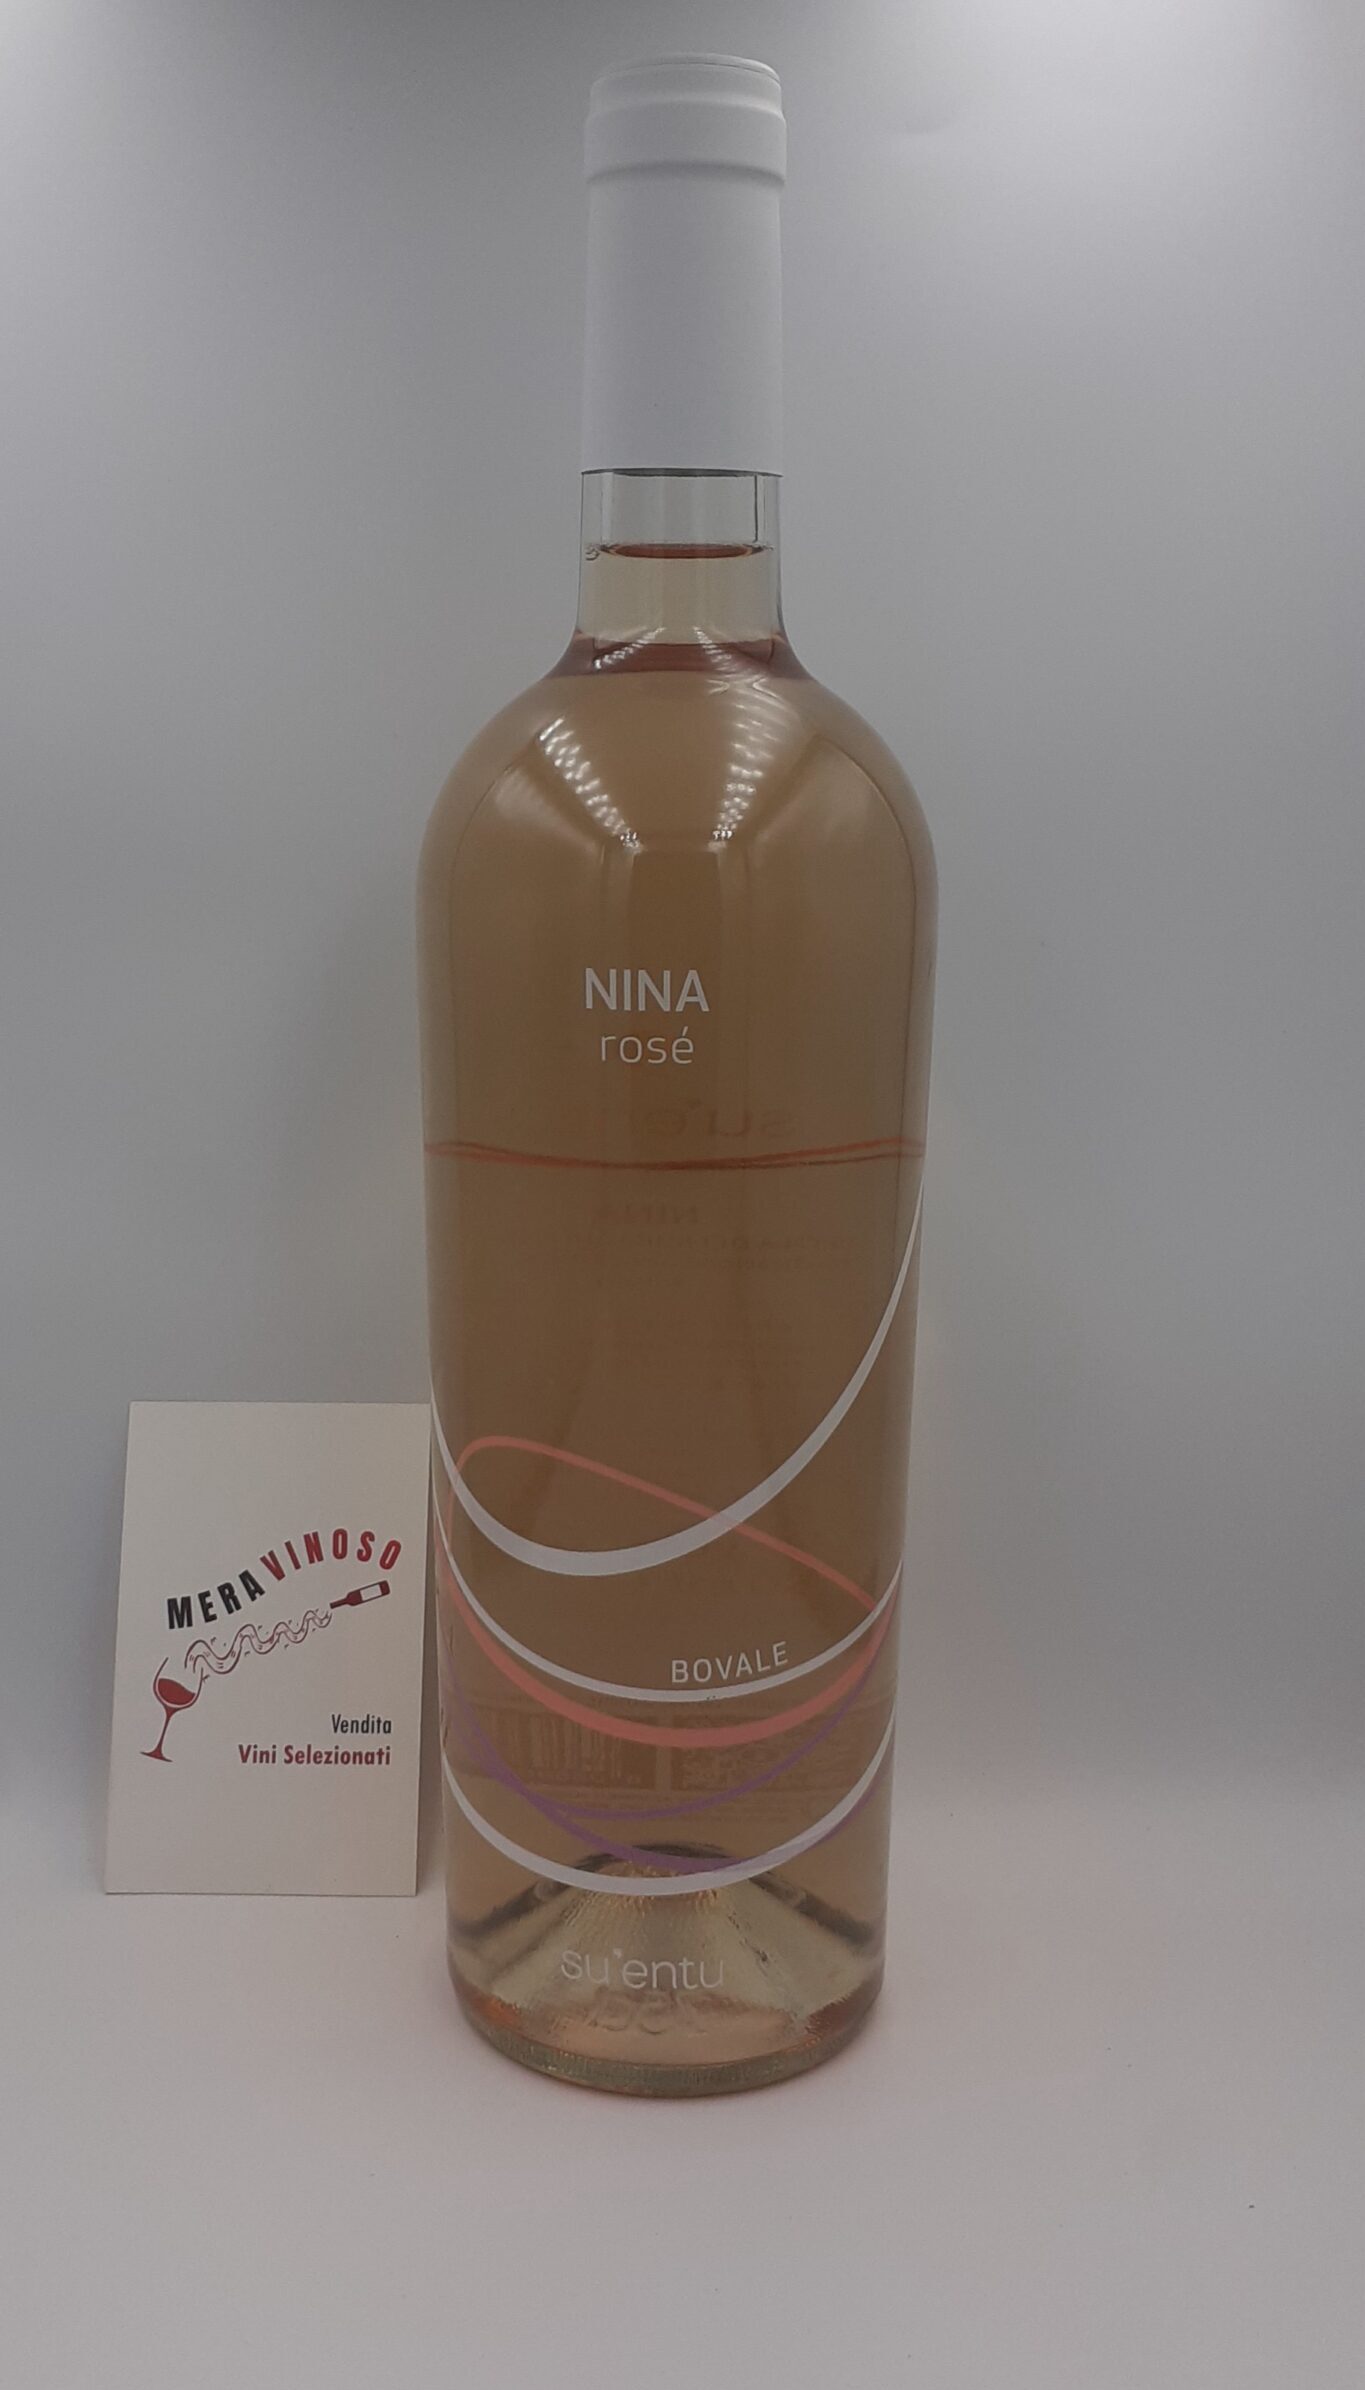 NINA
rosé
BOVALE
su'entu
MERAVINOSO
Vendita
Vini Selezionati